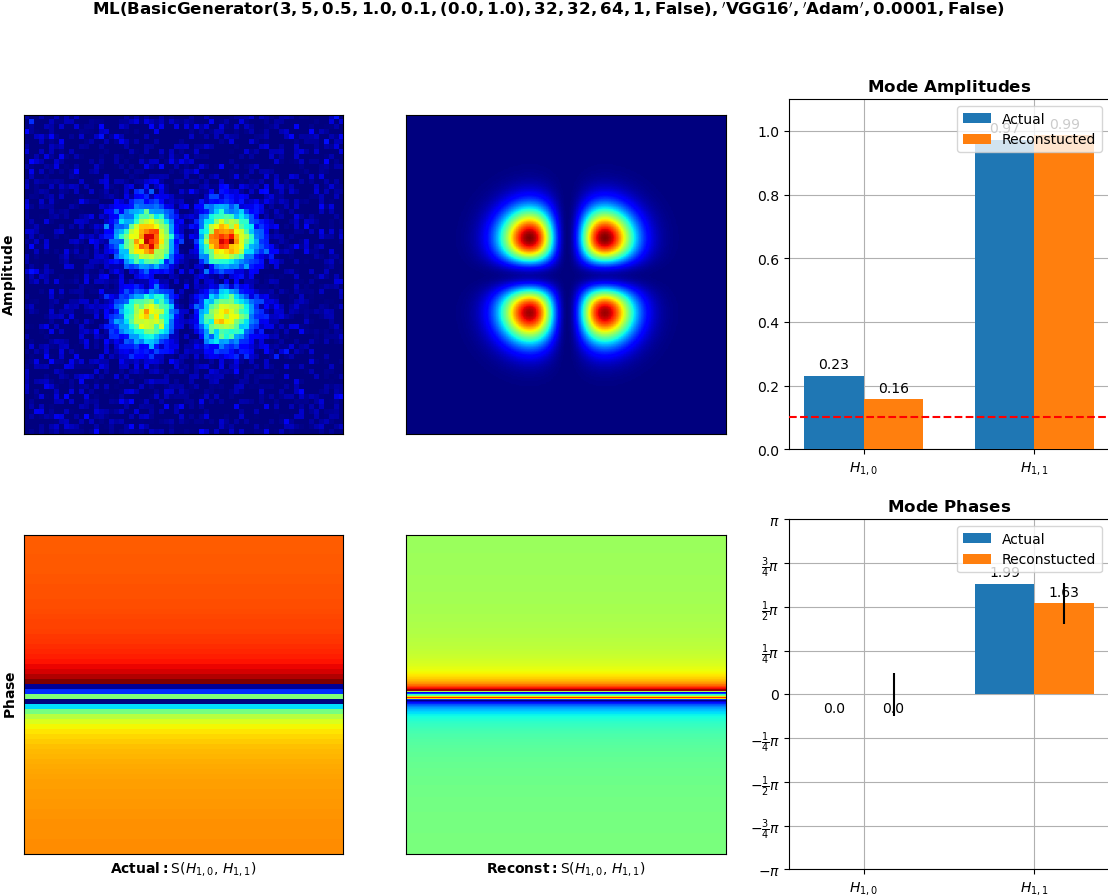 ML(BasicGenerator(3, 5, 0.5, 1.0, 0.1, (0.0, 1.0), 32, 32, 64, 1, False), 'VGG16', 'Adam', 0.0001, False)
Amplitude
Mode Amplitudes
Actual
Reconstucted
0.97
0.99
0.23
0.16
1.0
0.8
0.6
0.4
0.2
0.0
H1, 0
H1, 1
Phase
Actual: S(H1, 0, H1, 1)
Reconst: S(H1, 0, H1, 1)
Mode Phases
Actual
Reconstucted
1.99
1.63
0.0
0.0
π
3/4π
1/2π
1/4π
0
−1/4π
−1/2π
−3/4π
−π
H1, 0
H1, 1